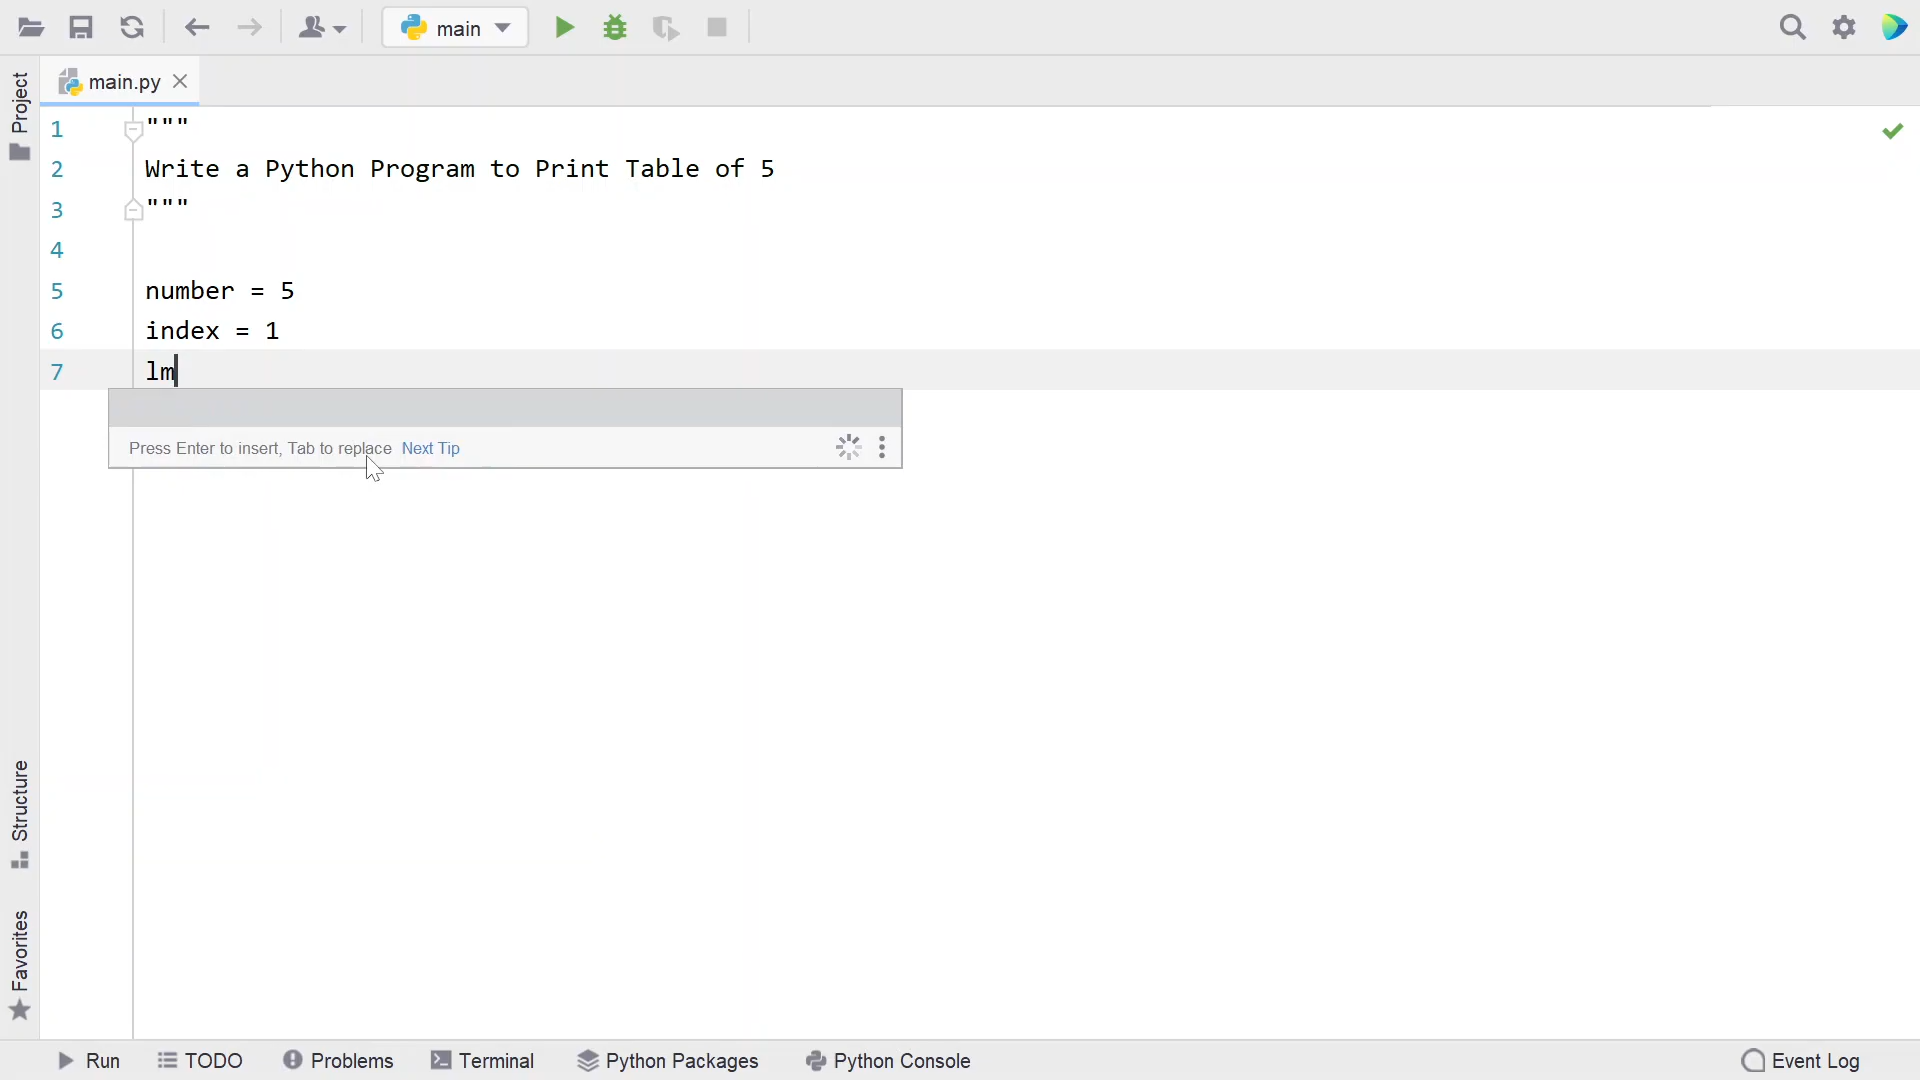 main
Project
main.py
1 """
2 Write a Python Program to Print Table of 5
3 """
4
5 number = 5
6 index = 1
7 lm
Press Enter to insert, Tab to replace Next Tip
Structure
Favorites
Run TODO Problems Terminal Python Packages Python Console Event Log